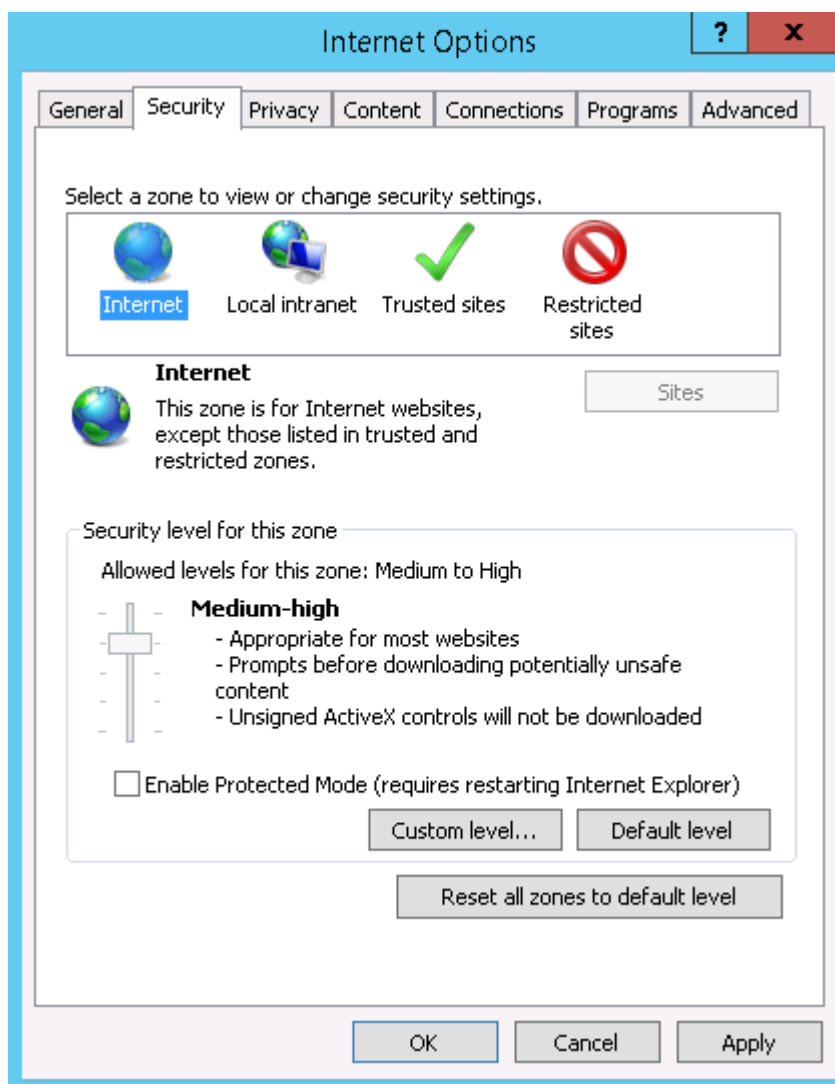 Internet Options
?
x
General Security Privacy Content Connections Programs Advanced
Select a zone to view or change security settings.
Internet Local intranet Trusted sites Restricted
sites
Internet
Sites
This zone is for Internet websites,
except those listed in trusted and
restricted zones.
Security level for this zone
Allowed levels for this zone: Medium to High
Medium-high
- Appropriate for most websites
- Prompts before downloading potentially unsafe
content
- Unsigned ActiveX controls will not be downloaded
Enable Protected Mode (requires restarting Internet Explorer)
Custom level... Default level
Reset all zones to default level
OK Cancel Apply